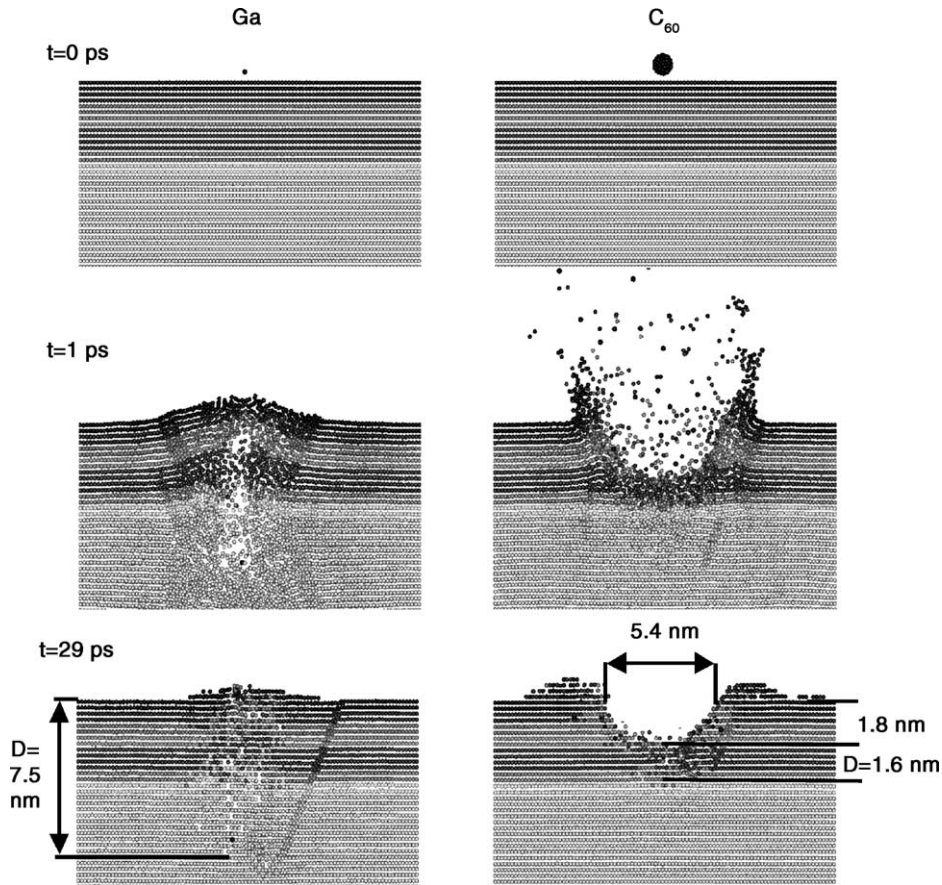 Ga
C₆₀
t=0 ps
t=1 ps
t=29 ps
5.4 nm
D=
7.5
nm
1.8 nm
D=1.6 nm